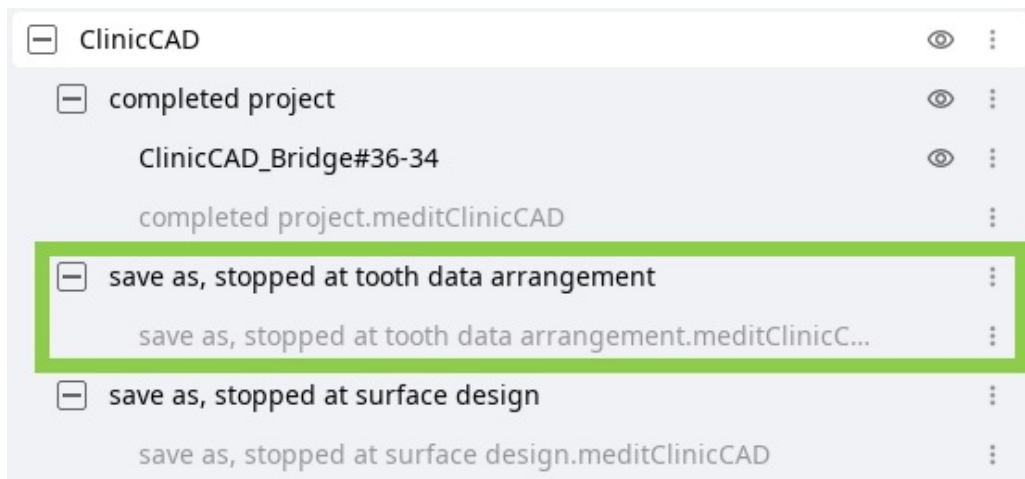 ClinicCAD
completed project
ClinicCAD_Bridge#36-34
completed project.meditClinicCAD
save as, stopped at tooth data arrangement
save as, stopped at tooth data arrangement.meditClinicC...
save as, stopped at surface design
save as, stopped at surface design.meditClinicCAD